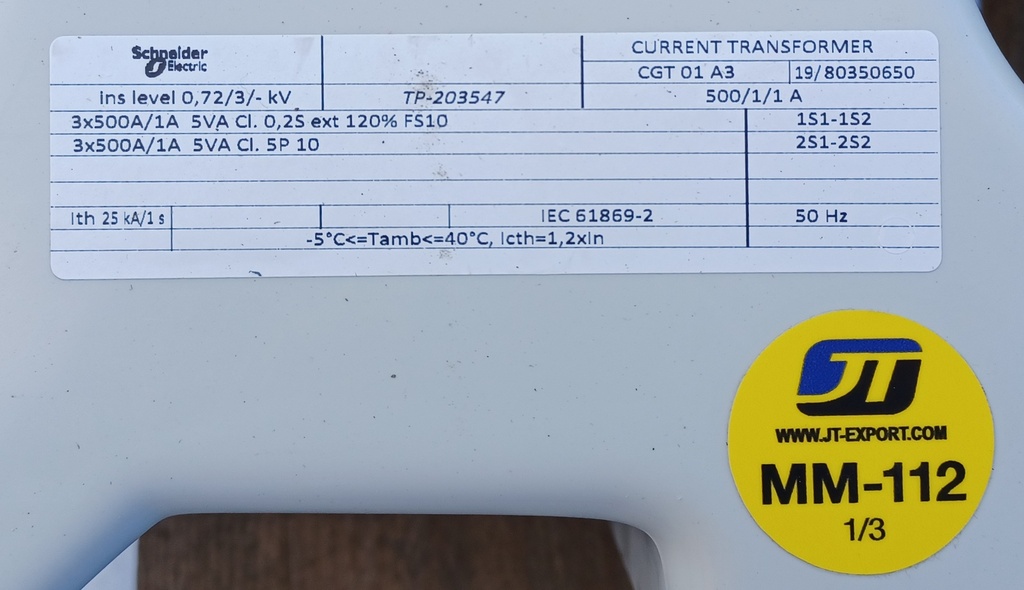 Schneider
Electric
CURRENT TRANSFORMER
CGT 01 A3 19/80350650
ins level 0,72/3/- kV TP-203547 500/1/1 A
3x500A/1A 5VA Cl. 0,2S ext 120% FS10 1S1-1S2
3x500A/1A 5VA Cl. 5P 10 2S1-2S2
Ith 25 kA/1 s IEC 61869-2 50 Hz
-5°C<=Tamb<=40°C, Icth=1,2xIn
JT
WWW.JT-EXPORT.COM
MM-112
1/3